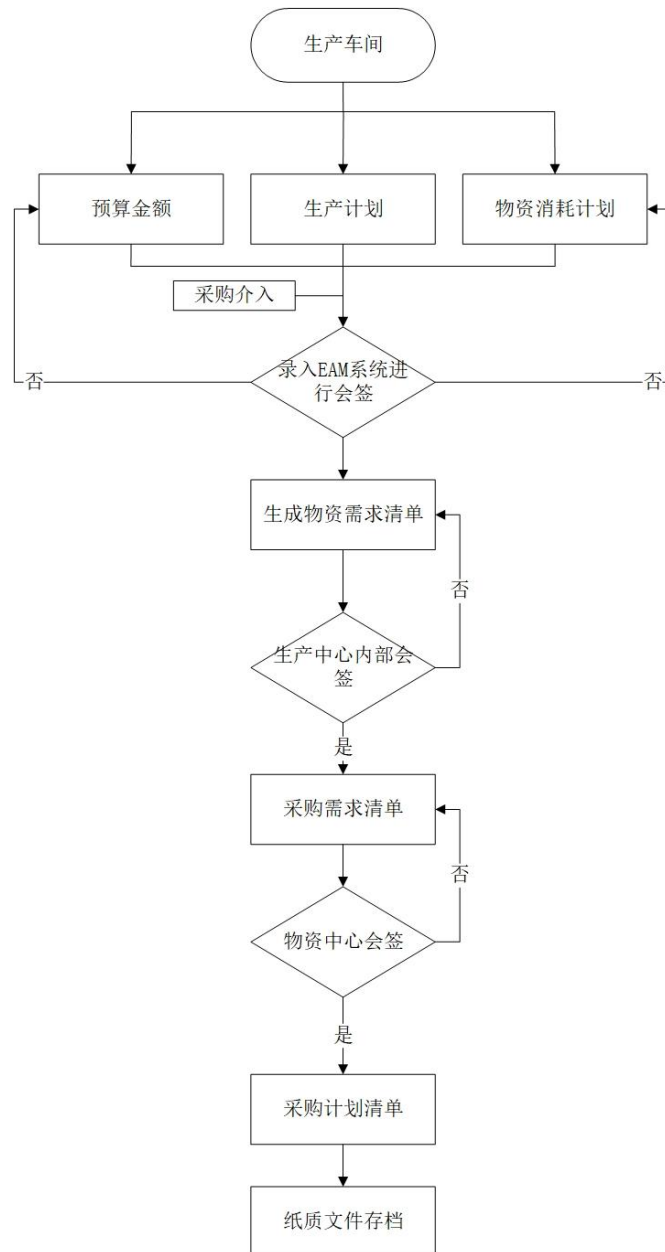 生产车间
预算金额
生产计划
物资消耗计划
采购介入
录入EAM系统进
行会签
否
否
生成物资需求清单
否
生产中心内部会
签
是
采购需求清单
否
物资中心会签
是
采购计划清单
纸质文件存档